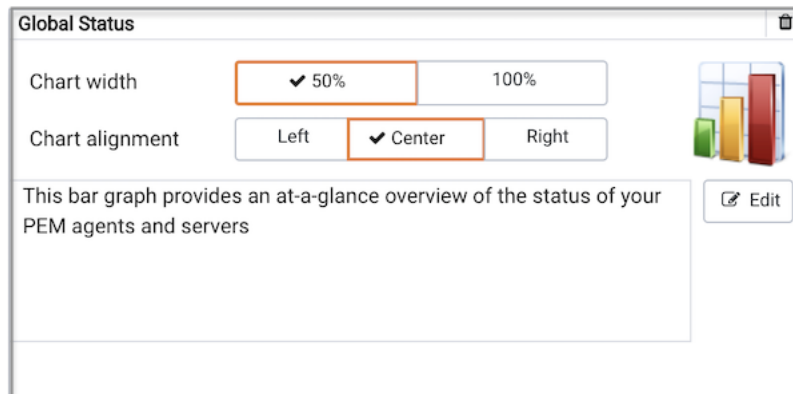 Global Status
Chart width
50%
100%
Chart alignment
Left
Center
Right
This bar graph provides an at-a-glance overview of the status of your
PEM agents and servers
Edit